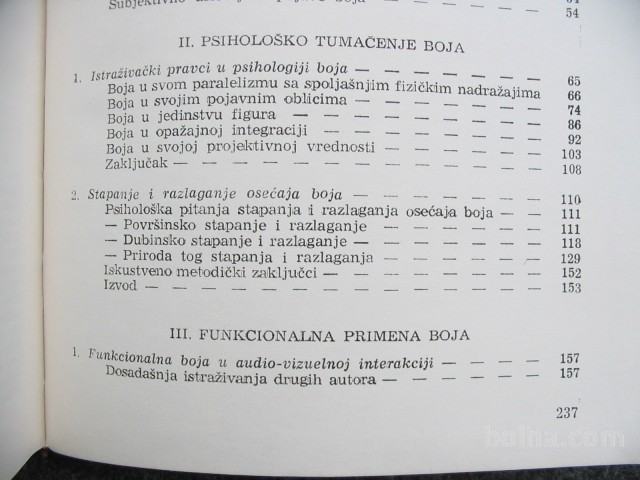 54
II. PSIHOLOŠKO TUMAČENJE BOJA
1. Istraživački pravci u psihologiji boja — — — — — — — 65
Boja u svom paralelizmu sa spoljašnjim fizičkim nadražajima 66
Boja u svojim pojavnim oblicima — — — — — — — 74
Boja u jedinstvu figura — — — — — — — — — 86
Boja u opažajnoj integraciji — — — — — — — — 92
Boja u svojoj projektivnoj vrednosti — — — — — — 103
Zaključak — — — — — — — — — — — — 108
2. Stapanje i razlaganje osećaja boja — — — — — — — 110
Psihološka pitanja stapanja i razlaganja osećaja boja — — — 111
— Površinsko stapanje i razlaganje — — — — — — 111
— Dubinsko stapanje i razlaganje — — — — — — — 118
— Priroda tog stapanja i razlaganja — — — — — — 129
Iskustveno metodički zaključci — — — — — — — — 152
Izvod — — — — — — — — — — — — — 153
III. FUNKCIONALNA PRIMENA BOJA
1. Funkcionalna boja u audio-vizuelnoj interakciji — — — — 157
Dosadašnja istraživanja drugih autora — — — — — — 157
237
bolha.com